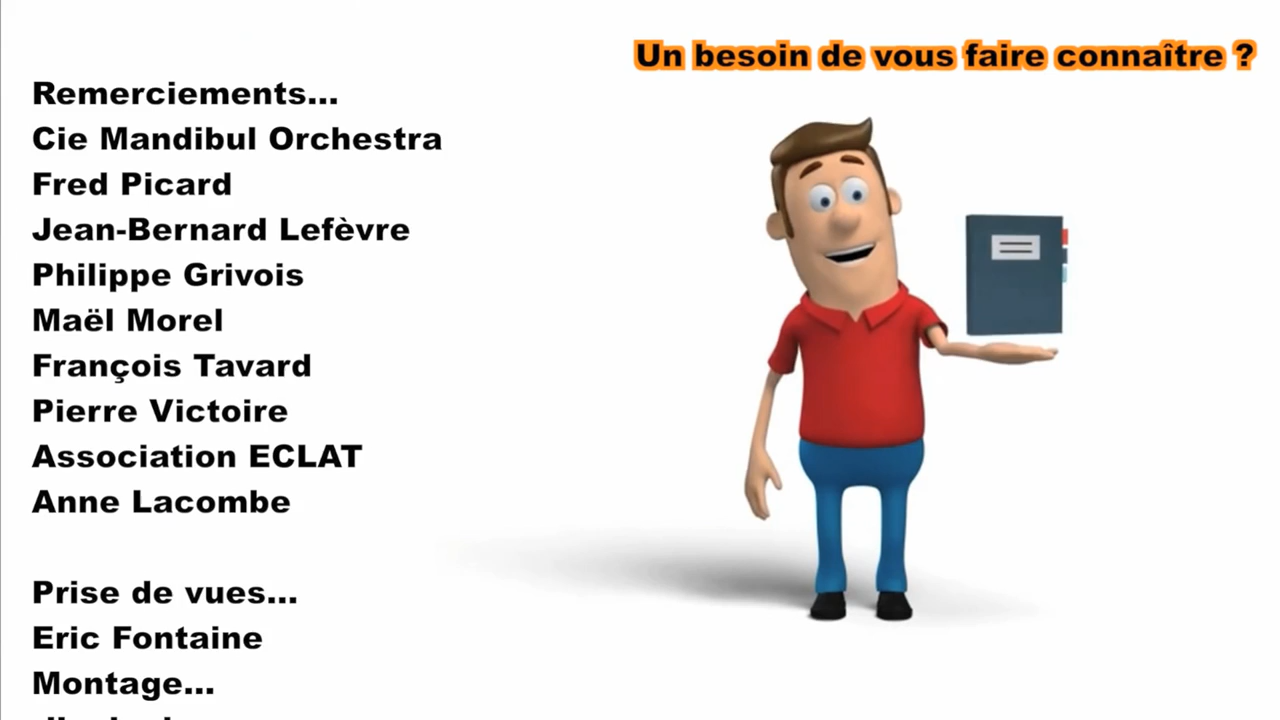 Un besoin de vous faire connaître ?
Remerciements...
Cie Mandibul Orchestra
Fred Picard
Jean-Bernard Lefèvre
Philippe Grivois
Maël Morel
François Tavard
Pierre Victoire
Association ECLAT
Anne Lacombe
Prise de vues...
Eric Fontaine
Montage...